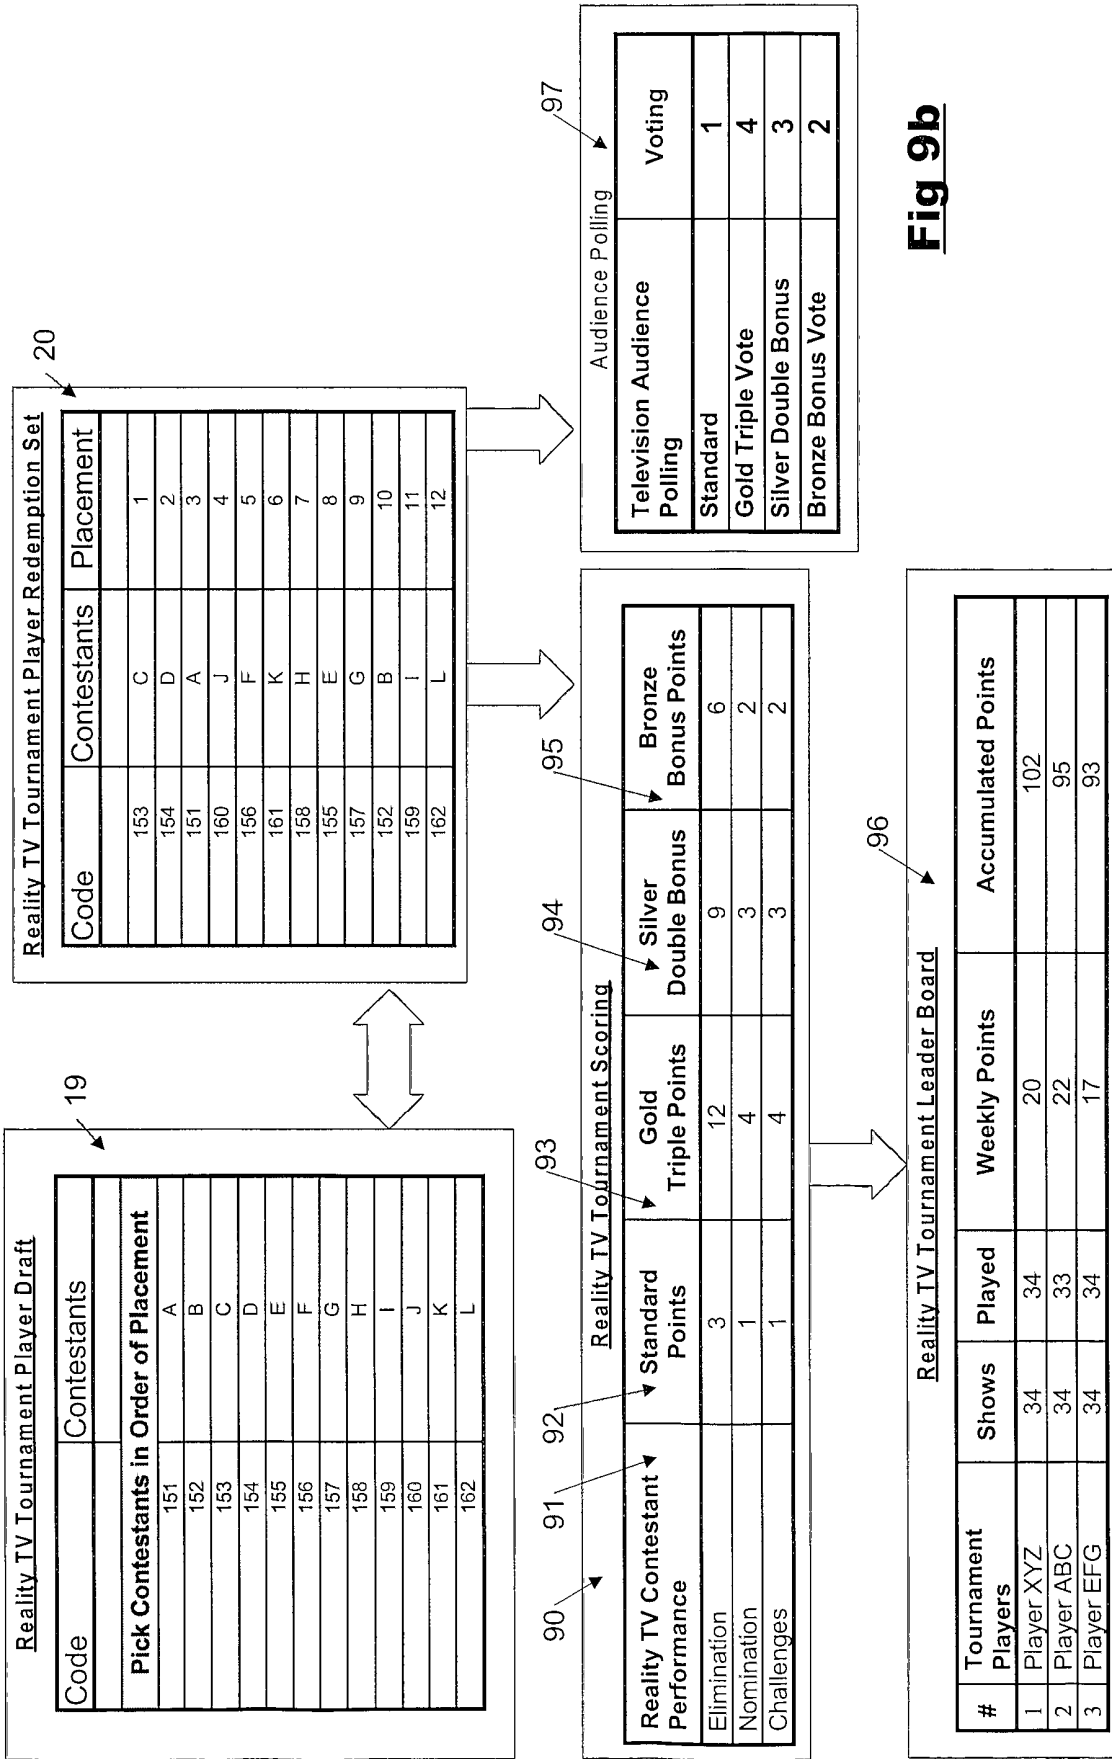 Reality TV Tournament Player Draft
19
Code Contestants
Pick Contestants in Order of Placement
151 A
152 B
153 C
154 D
155 E
156 F
157 G
158 H
159 I
160 J
161 K
162 L
Reality TV Tournament Player Redemption Set
20
Code Contestants Placement
153 C 1
154 D 2
151 A 3
160 J 4
156 F 5
161 K 6
158 H 7
155 E 8
157 G 9
152 B 10
159 I 11
162 L 12
90 91 92 93 94 95
Reality TV Tournament Scoring
Reality TV Contestant Standard Gold Silver Bronze
Performance Points Triple Points Double Bonus Bonus Points
Elimination 3 12 9 6
Nomination 1 4 3 2
Challenges 1 4 3 2
97
Audience Polling
Television Audience Voting
Polling
Standard 1
Gold Triple Vote 4
Silver Double Bonus 3
Bronze Bonus Vote 2
96
Reality TV Tournament Leader Board
# Tournament Shows Played Weekly Points Accumulated Points
Players
1 Player XYZ 34 34 20 102
2 Player ABC 34 33 22 95
3 Player EFG 34 34 17 93
Fig 9b